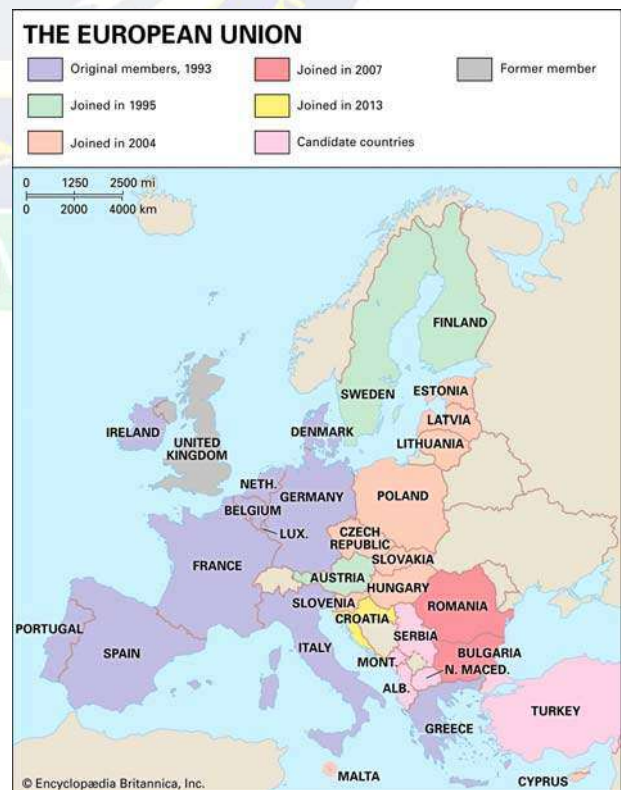 THE EUROPEAN UNION
Original members, 1993
Joined in 1995
Joined in 2004
Joined in 2007
Joined in 2013
Candidate countries
Former member
0 1250 2500 mi
0 2000 4000 km
FINLAND
SWEDEN
ESTONIA
LATVIA
LITHUANIA
IRELAND
UNITED
KINGDOM
DENMARK
NETH.
BELGIUM
GERMANY
LUX.
POLAND
CZECH
REPUBLIC
SLOVAKIA
FRANCE
AUSTRIA
HUNGARY
SLOVENIA
CROATIA
ROMANIA
PORTUGAL
SPAIN
ITALY
SERBIA
MONT.
BULGARIA
N. MACED.
ALB.
TURKEY
GREECE
MALTA
CYPRUS
© Encyclopædia Britannica, Inc.